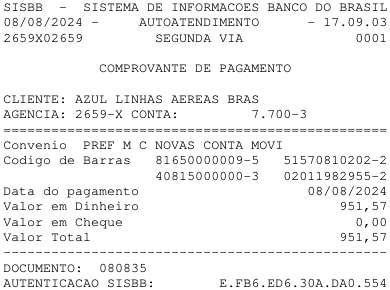 SISBB - SISTEMA DE INFORMACOES BANCO DO BRASIL
08/08/2024 - AUTOATENDIMENTO - 17.09.03
2659X02659 SEGUNDA VIA 0001
COMPROVANTE DE PAGAMENTO
CLIENTE: AZUL LINHAS AEREAS BRAS
AGENCIA: 2659-X CONTA: 7.700-3
================================================
Convenio PREF M C NOVAS CONTA MOVI
Codigo de Barras 81650000009-5 51570810202-2
40815000000-3 02011982955-2
Data do pagamento 08/08/2024
Valor em Dinheiro 951,57
Valor em Cheque 0,00
Valor Total 951,57
------------------------------------------------
DOCUMENTO: 080835
AUTENTICACAO SISBB: E.FB6.ED6.30A.DA0.554